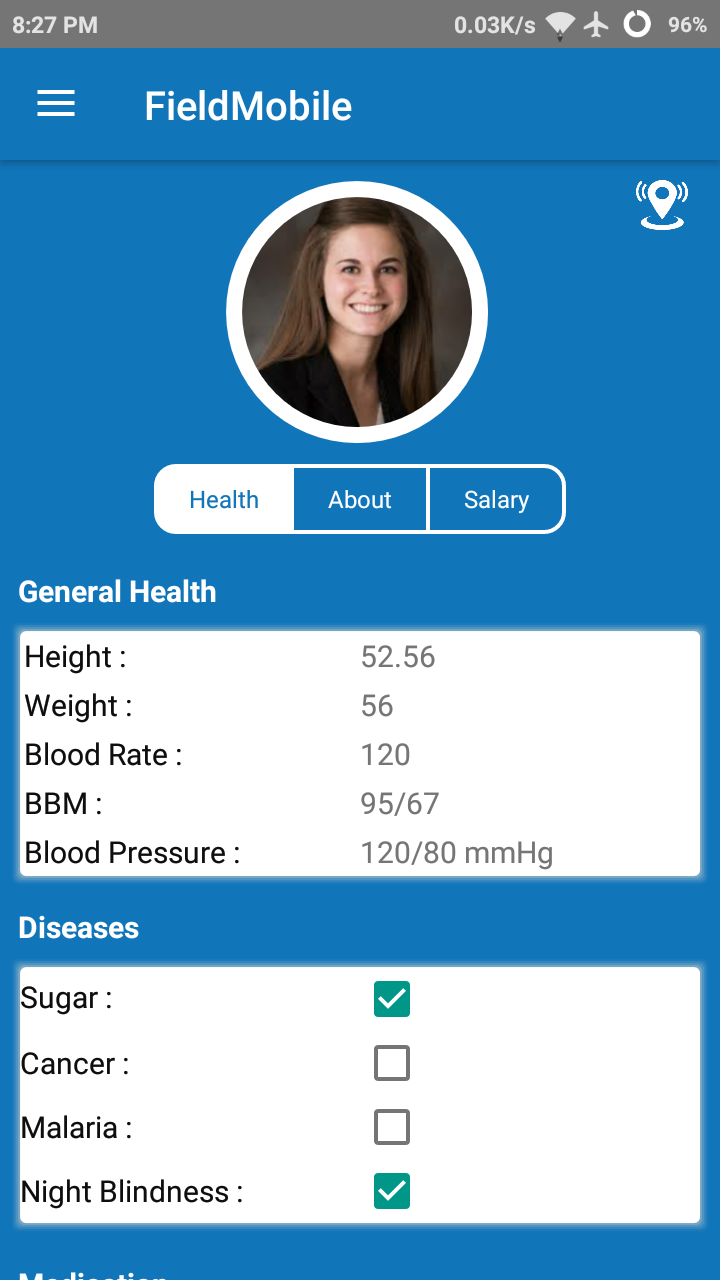 8:27 PM 0.03K/s 96%
FieldMobile
Health About Salary
General Health
Height : 52.56
Weight : 56
Blood Rate : 120
BBM : 95/67
Blood Pressure : 120/80 mmHg
Diseases
Sugar :
Cancer :
Malaria :
Night Blindness :
Medication